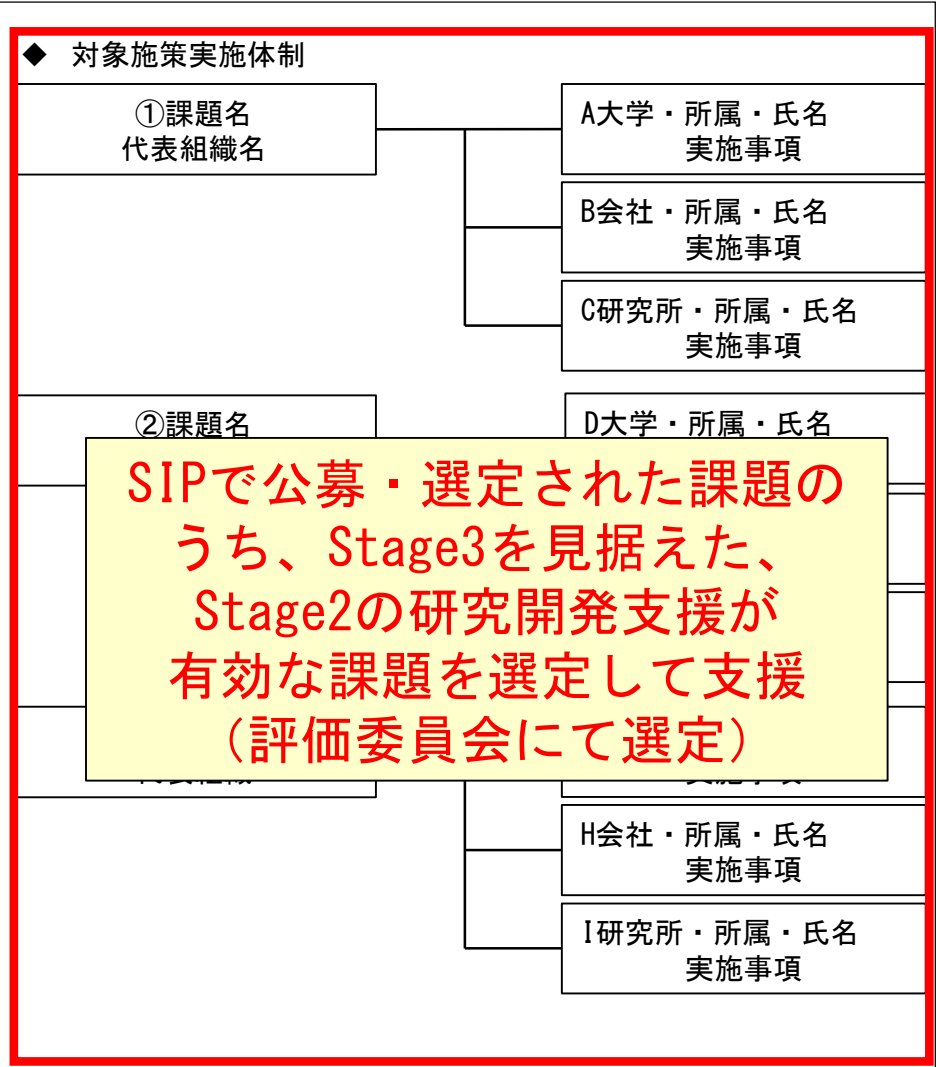 ◆ 対象施策実施体制
①課題名
代表組織名
A大学・所属・氏名
実施事項
B会社・所属・氏名
実施事項
C研究所・所属・氏名
実施事項
②課題名
D大学・所属・氏名
SIPで公募・選定された課題の
うち、Stage3を見据えた、
Stage2の研究開発支援が
有効な課題を選定して支援
（評価委員会にて選定）
H会社・所属・氏名
実施事項
I研究所・所属・氏名
実施事項